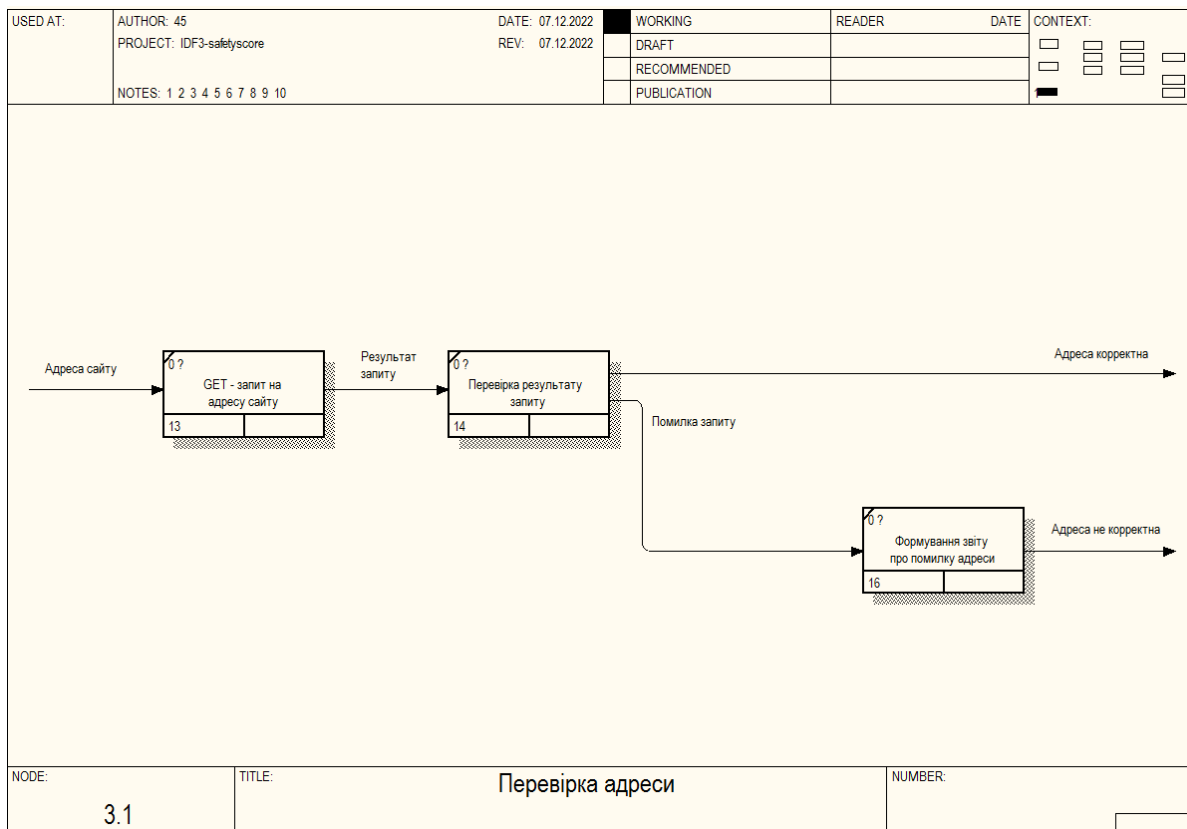 USED AT:
AUTHOR: 45
DATE: 07.12.2022
PROJECT: IDF3-safetyscore
REV: 07.12.2022
NOTES: 1 2 3 4 5 6 7 8 9 10
WORKING
DRAFT
RECOMMENDED
PUBLICATION
READER
DATE
CONTEXT:
Адреса сайту
0 ?
GET - запит на
адресу сайту
13
Результат
запиту
0 ?
Перевірка результату
запиту
14
Адреса корректна
Помилка запиту
0 ?
Формування звіту
про помилку адреси
16
Адреса не корректна
NODE:
3.1
TITLE:
Перевірка адреси
NUMBER: